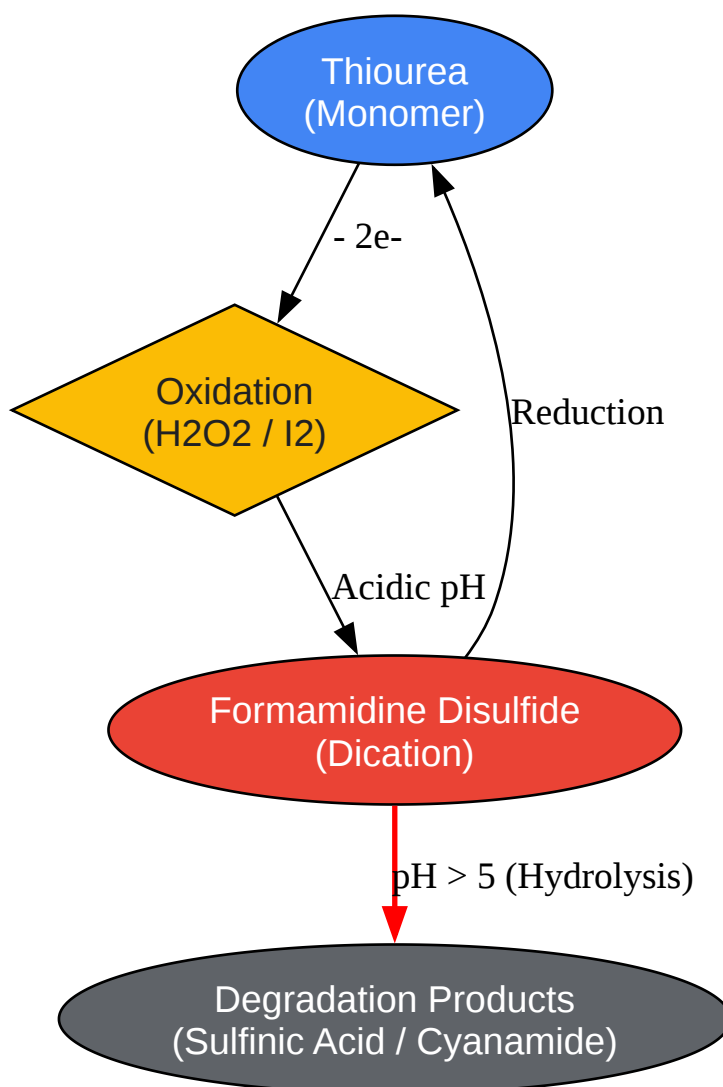 Thiourea
(Monomer)
- 2e-
Oxidation
(H2O2 / I2)
Reduction
Acidic pH
Formamidine Disulfide
(Dication)
pH > 5 (Hydrolysis)
Degradation Products
(Sulfinic Acid / Cyanamide)